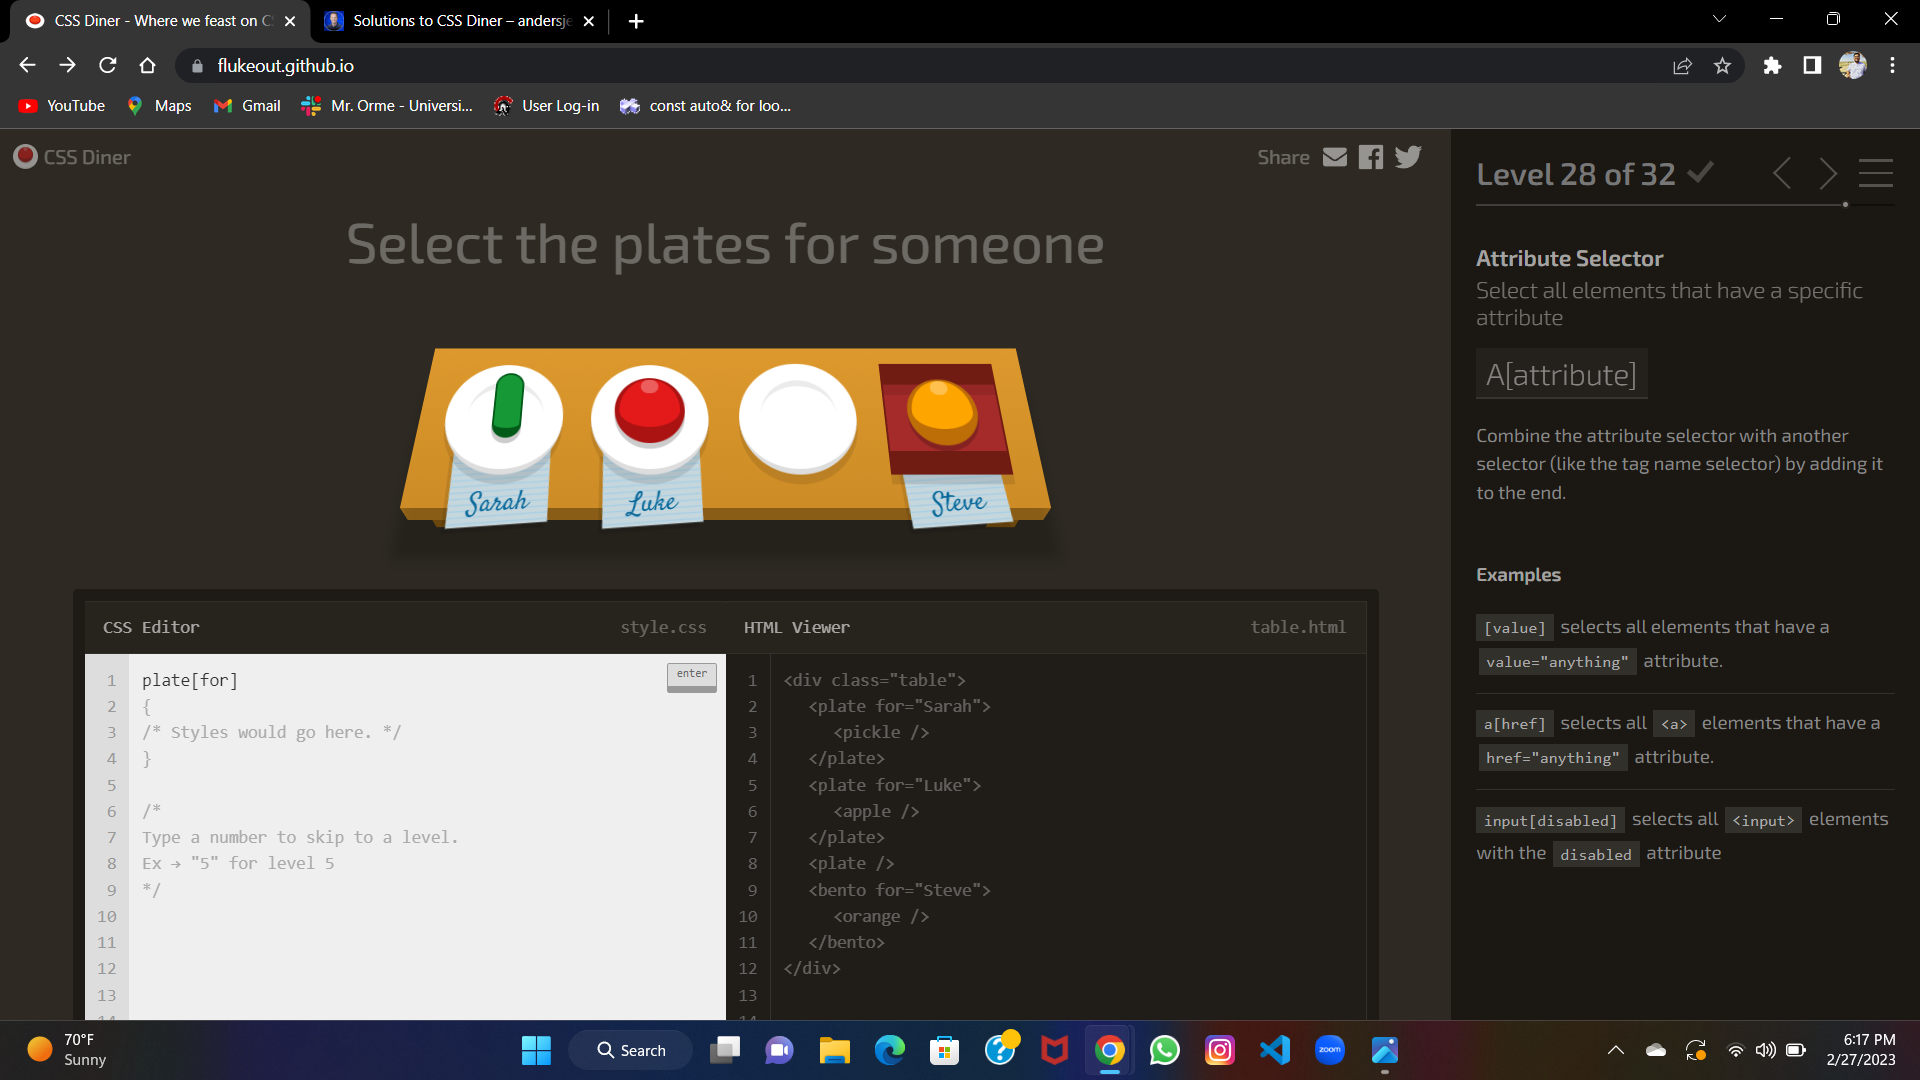 CSS Diner - Where we feast on C
Solutions to CSS Diner – andersje
flukeout.github.io
YouTube Maps Gmail Mr. Orme - Universi... User Log-in const auto& for loo...
CSS Diner
Share
Select the plates for someone
Sarah Luke Steve
CSS Editor style.css
enter
1 plate[for]
2 {
3 /* Styles would go here. */
4 }
5
6 /*
7 Type a number to skip to a level.
8 Ex → "5" for level 5
9 */
10
11
12
13
14
HTML Viewer table.html
1 <div class="table">
2 <plate for="Sarah">
3 <pickle />
4 </plate>
5 <plate for="Luke">
6 <apple />
7 </plate>
8 <plate />
9 <bento for="Steve">
10 <orange />
11 </bento>
12 </div>
13
14
Level 28 of 32
Attribute Selector
Select all elements that have a specific
attribute
A[attribute]
Combine the attribute selector with another
selector (like the tag name selector) by adding it
to the end.
Examples
[value] selects all elements that have a
value="anything" attribute.
a[href] selects all <a> elements that have a
href="anything" attribute.
input[disabled] selects all <input> elements
with the disabled attribute
70°F
Sunny
Search
zoom
6:17 PM
2/27/2023